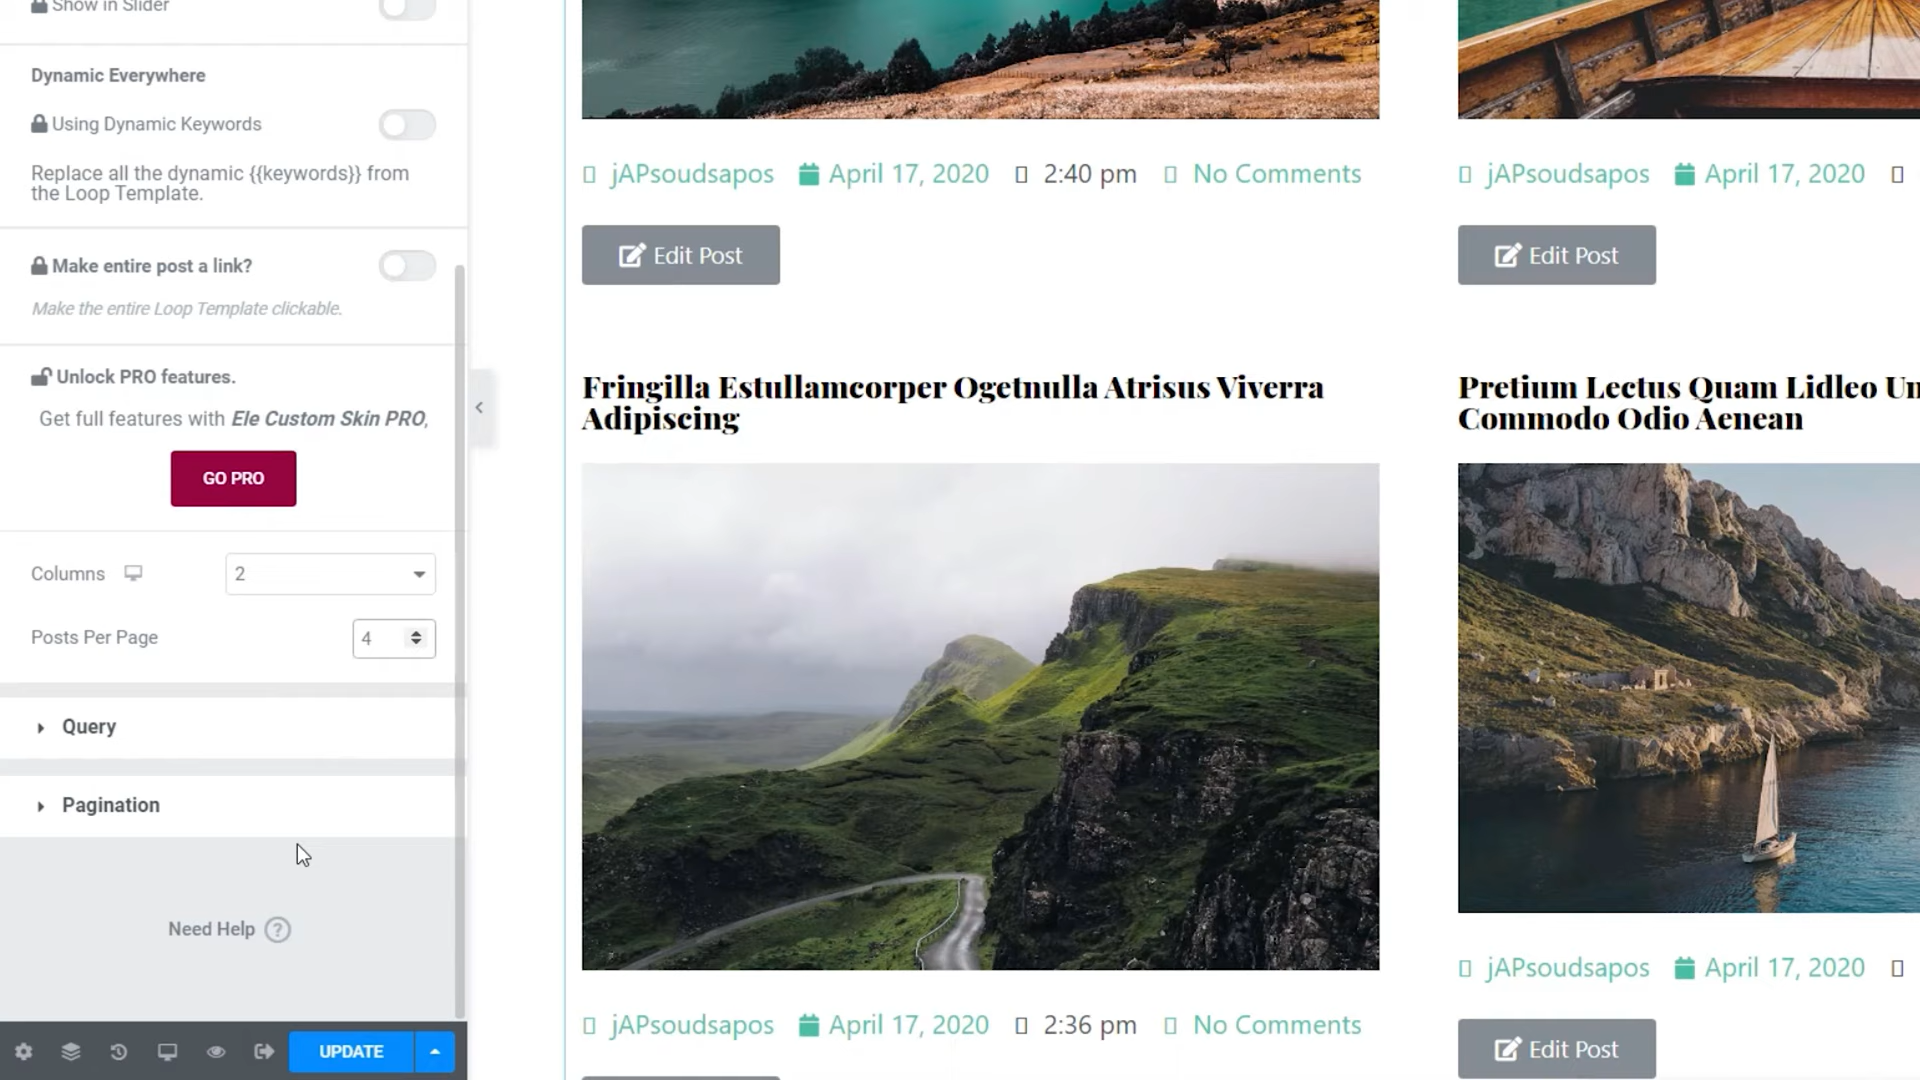 Show in Slider
Dynamic Everywhere
Using Dynamic Keywords
Replace all the dynamic {{keywords}} from
the Loop Template.
Make entire post a link?
Make the entire Loop Template clickable.
Unlock PRO features.
Get full features with Ele Custom Skin PRO,
GO PRO
Columns 2
Posts Per Page 4
Query
Pagination
Need Help ?
UPDATE
jAPsoudsapos April 17, 2020 2:40 pm No Comments
Edit Post
Fringilla Estullamcorper Ogetnulla Atrisus Viverra
Adipiscing
jAPsoudsapos April 17, 2020 2:36 pm No Comments
jAPsoudsapos April 17, 2020
Edit Post
Pretium Lectus Quam Lidleo Un
Commodo Odio Aenean
jAPsoudsapos April 17, 2020
Edit Post